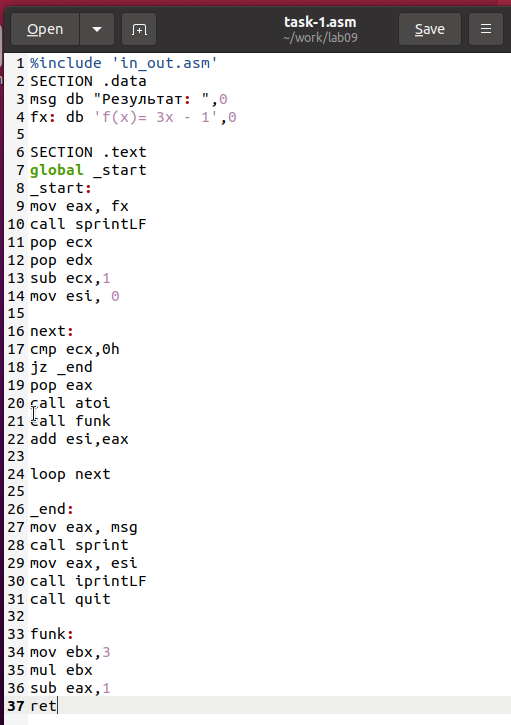 Open
task-1.asm
~/work/lab09
Save
1 %include 'in_out.asm'
2 SECTION .data
3 msg db "Результат: ",0
4 fx: db 'f(x)= 3x - 1',0
5
6 SECTION .text
7 global _start
8 _start:
9 mov eax, fx
10 call sprintLF
11 pop ecx
12 pop edx
13 sub ecx,1
14 mov esi, 0
15
16 next:
17 cmp ecx,0h
18 jz _end
19 pop eax
20 call atoi
21 call funk
22 add esi,eax
23
24 loop next
25
26 _end:
27 mov eax, msg
28 call sprint
29 mov eax, esi
30 call iprintLF
31 call quit
32
33 funk:
34 mov ebx,3
35 mul ebx
36 sub eax,1
37 ret